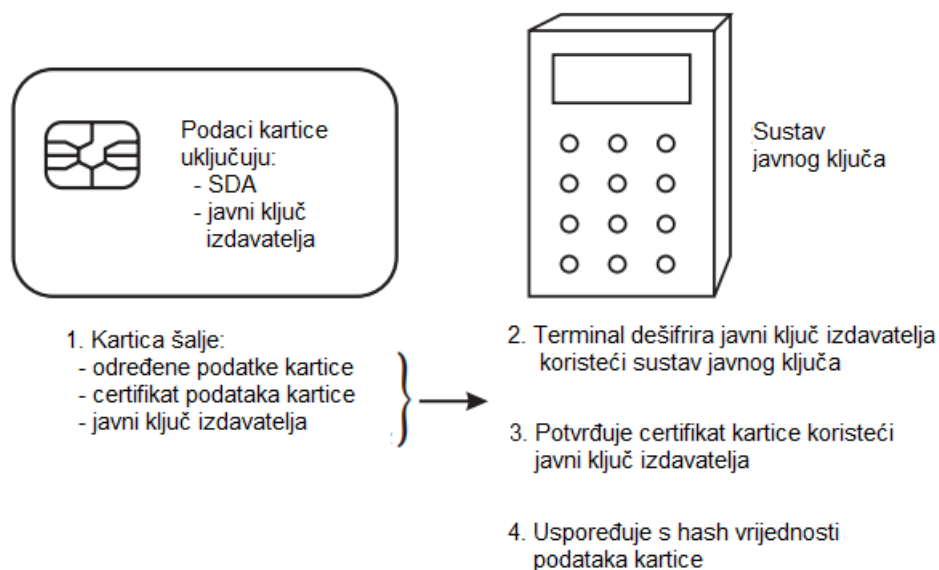 Podaci kartice
uključuju:
- SDA
- javni ključ
izdavatelja
Sustav
javnog ključa
1. Kartica šalje:
- određene podatke kartice
- certifikat podataka kartice
- javni ključ izdavatelja
2. Terminal dešifrira javni ključ izdavatelja
koristeći sustav javnog ključa
3. Potvrđuje certifikat kartice koristeći
javni ključ izdavatelja
4. Uspoređuje s hash vrijednosti
podataka kartice